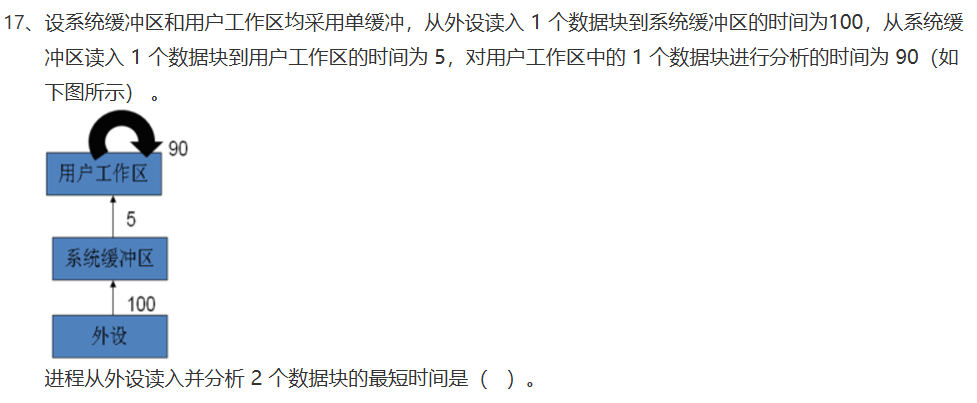 17、设系统缓冲区和用户工作区均采用单缓冲，从外设读入 1 个数据块到系统缓冲区的时间为100，从系统缓
冲区读入 1 个数据块到用户工作区的时间为 5，对用户工作区中的 1 个数据块进行分析的时间为 90（如
下图所示） 。
90
用户工作区
5
系统缓冲区
100
外设
进程从外设读入并分析 2 个数据块的最短时间是（ ）。